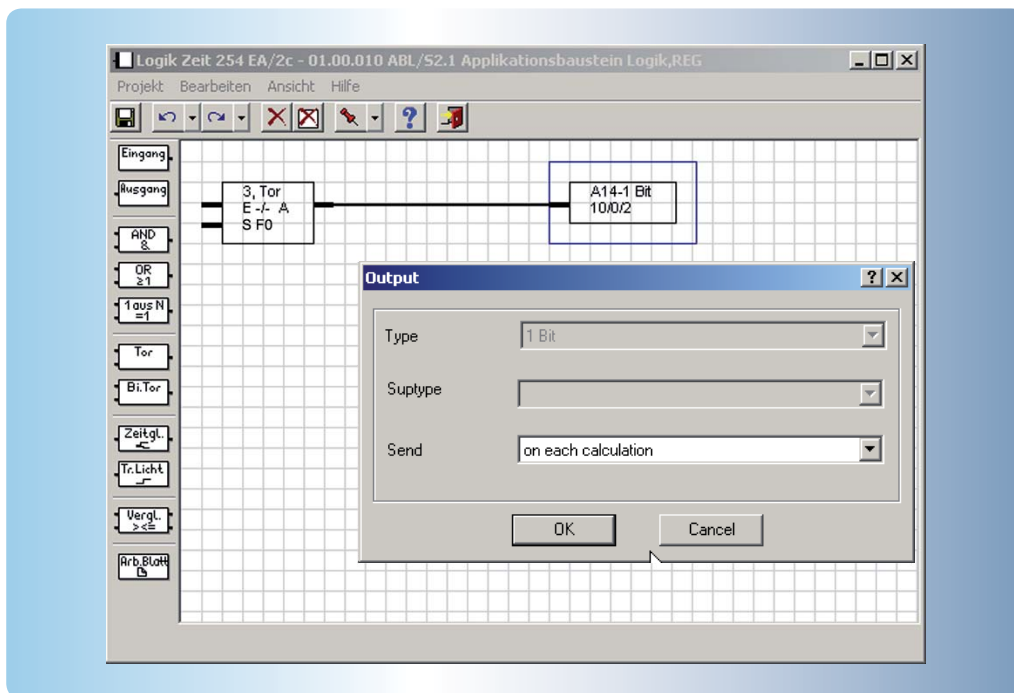 Logik Zeit 254 EA/2c - 01.00.010 ABL/S2.1 Applikationsbaustein Logik,REG
Projekt Bearbeiten Ansicht Hilfe
Eingang
Ausgang
AND
&
OR
≥1
1 aus N
=1
Tor
Bi.Tor
Zeitgl.
Tr.Licht
Vergl.
><=
Arb.Blatt
3, Tor
E -/- A
S F0
A14-1 Bit
10/0/2
Output
Type
1 Bit
Suptype
Send
on each calculation
OK
Cancel